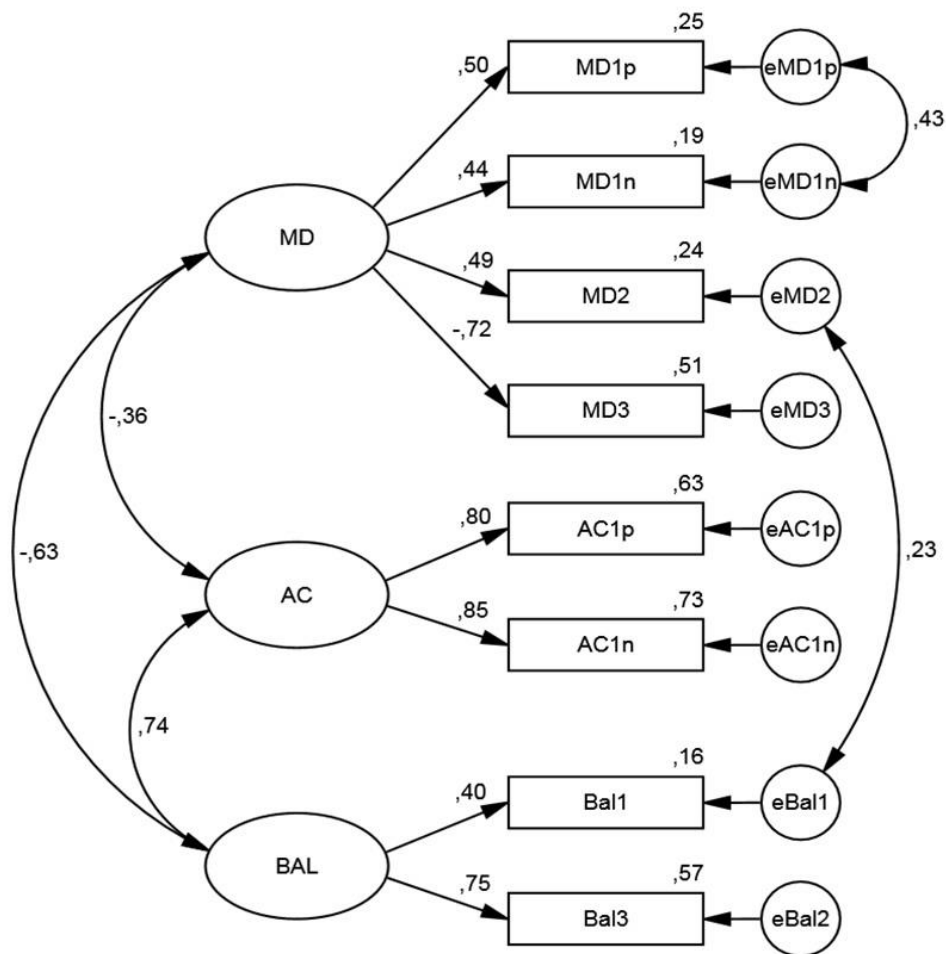 ,25
,50
MD1p
eMD1p
,43
,19
,44
MD1n
eMD1n
MD
,24
,49
MD2
eMD2
-,72
,51
MD3
eMD3
-,36
,63
,80
AC1p
eAC1p
-,63
,23
AC
,73
,85
AC1n
eAC1n
,74
,16
,40
Bal1
eBal1
BAL
,57
,75
Bal3
eBal2